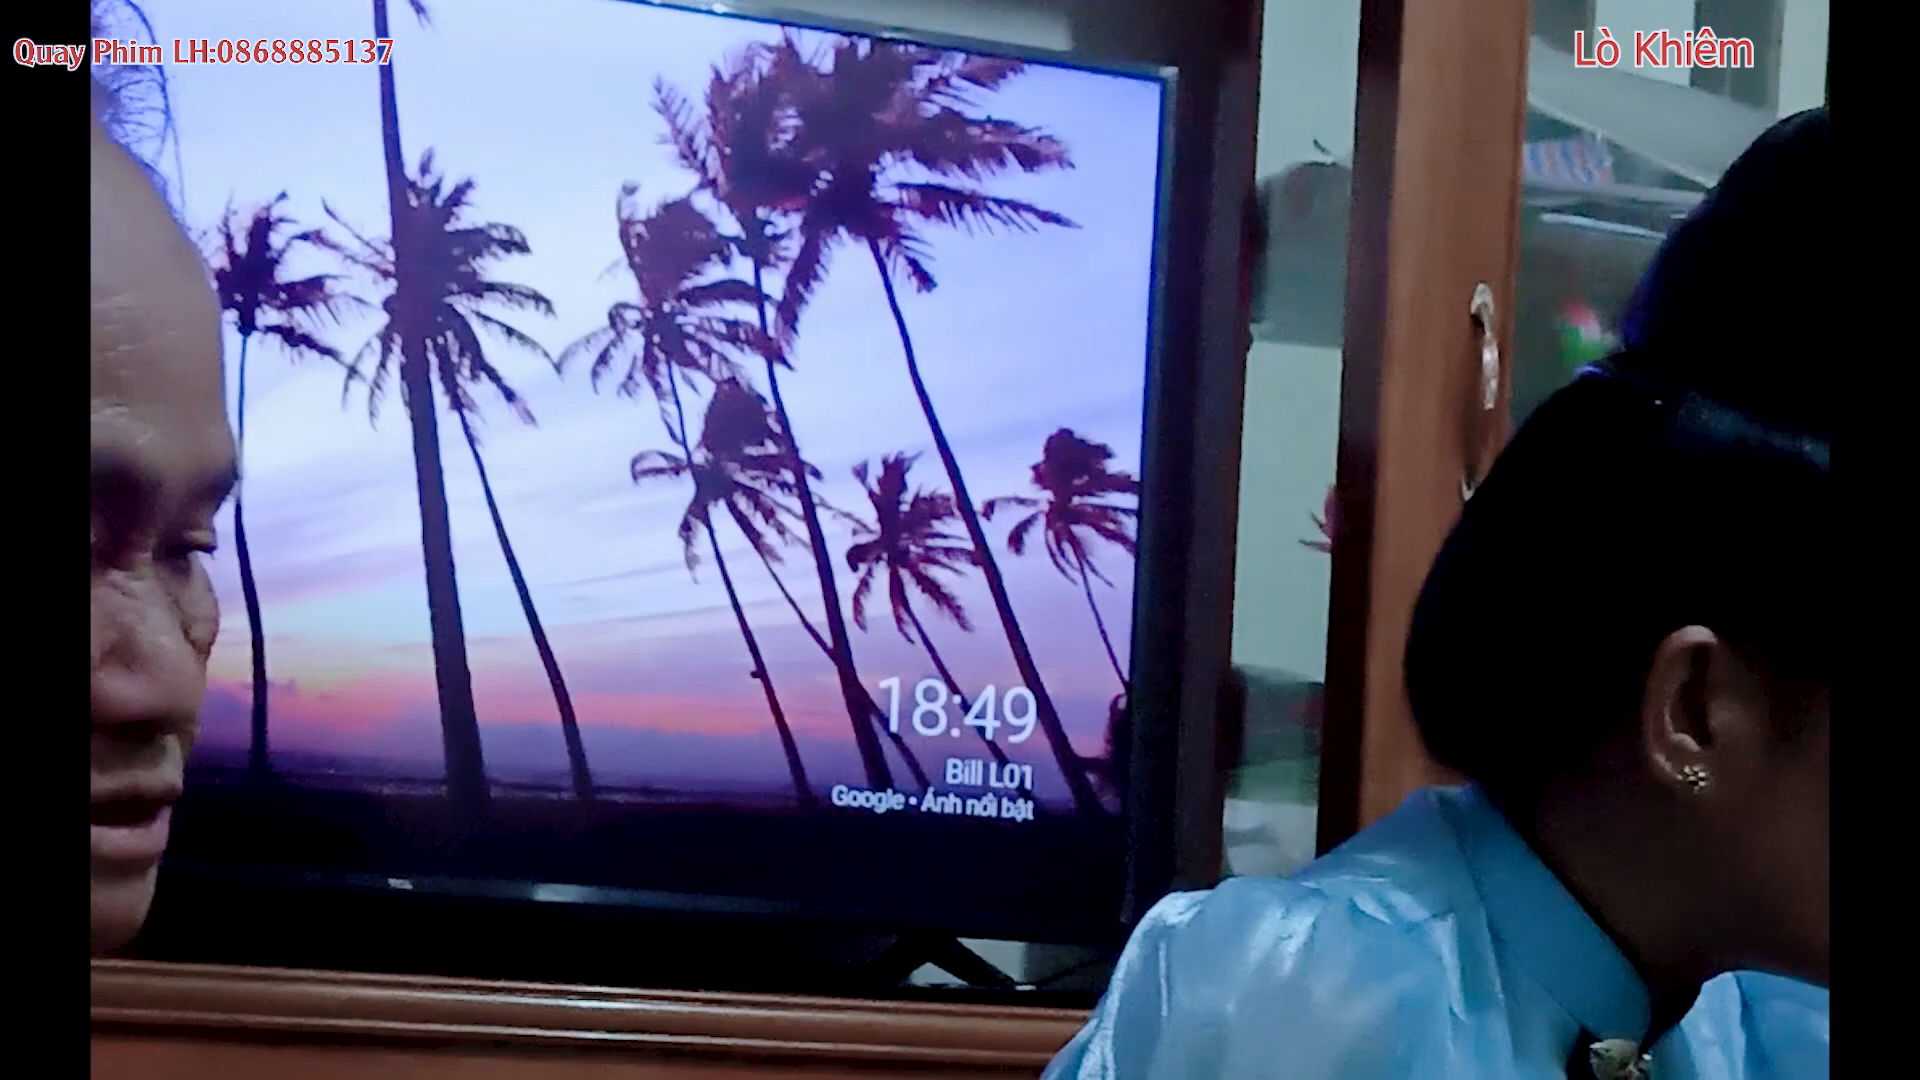 Quay Phim LH:0868885137
Lò Khiêm
18:49
Bill L01
Google • Ảnh nổi bật